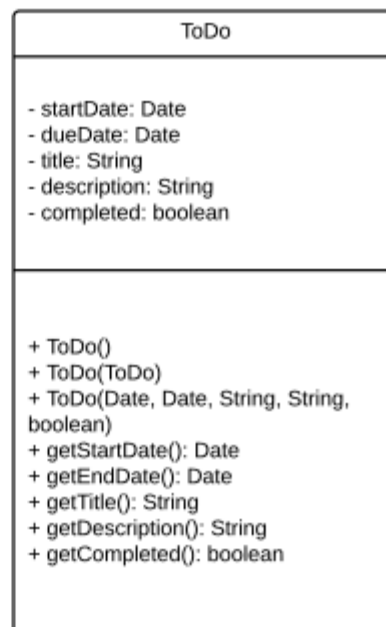 ToDo
- startDate: Date
- dueDate: Date
- title: String
- description: String
- completed: boolean
+ ToDo()
+ ToDo(ToDo)
+ ToDo(Date, Date, String, String,
boolean)
+ getStartDate(): Date
+ getEndDate(): Date
+ getTitle(): String
+ getDescription(): String
+ getCompleted(): boolean